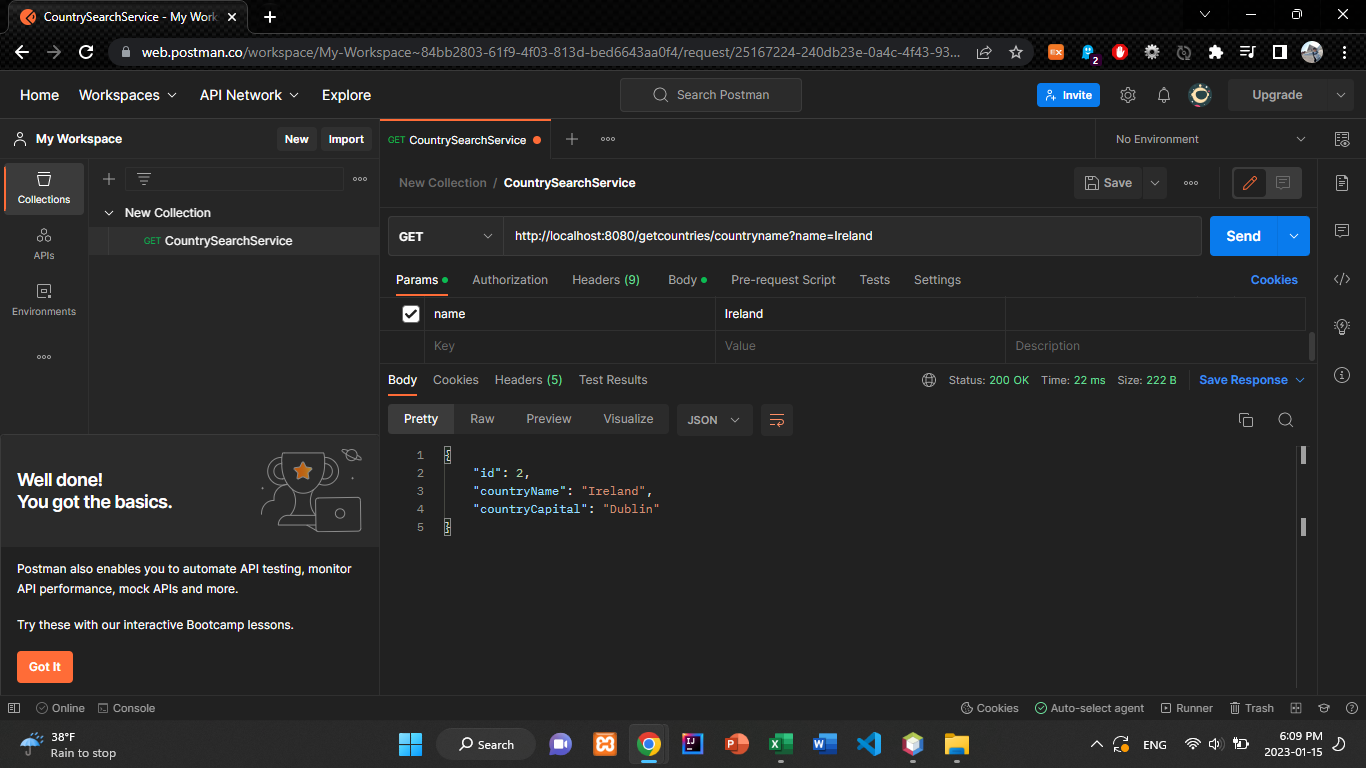 CountrySearchService - My Work
web.postman.co/workspace/My-Workspace~84bb2803-61f9-4f03-813d-bed6643aa0f4/request/25167224-240db23e-0a4c-4f43-93...
2
Home Workspaces API Network Explore Search Postman Invite Upgrade
My Workspace New Import GET CountrySearchService No Environment
New Collection / CountrySearchService Save
Collections
New Collection
GET CountrySearchService
APIs
Environments
GET http://localhost:8080/getcountries/countryname?name=Ireland Send
Params Authorization Headers (9) Body Pre-request Script Tests Settings Cookies
name Ireland
Key Value Description
Body Cookies Headers (5) Test Results Status: 200 OK Time: 22 ms Size: 222 B Save Response
Pretty Raw Preview Visualize JSON
1 {
2 "id": 2,
3 "countryName": "Ireland",
4 "countryCapital": "Dublin"
5 }
Well done!
You got the basics.
Postman also enables you to automate API testing, monitor
API performance, mock APIs and more.
Try these with our interactive Bootcamp lessons.
Got It
Online Console Cookies Auto-select agent Runner Trash
38°F
Rain to stop
Search
ENG
6:09 PM
2023-01-15